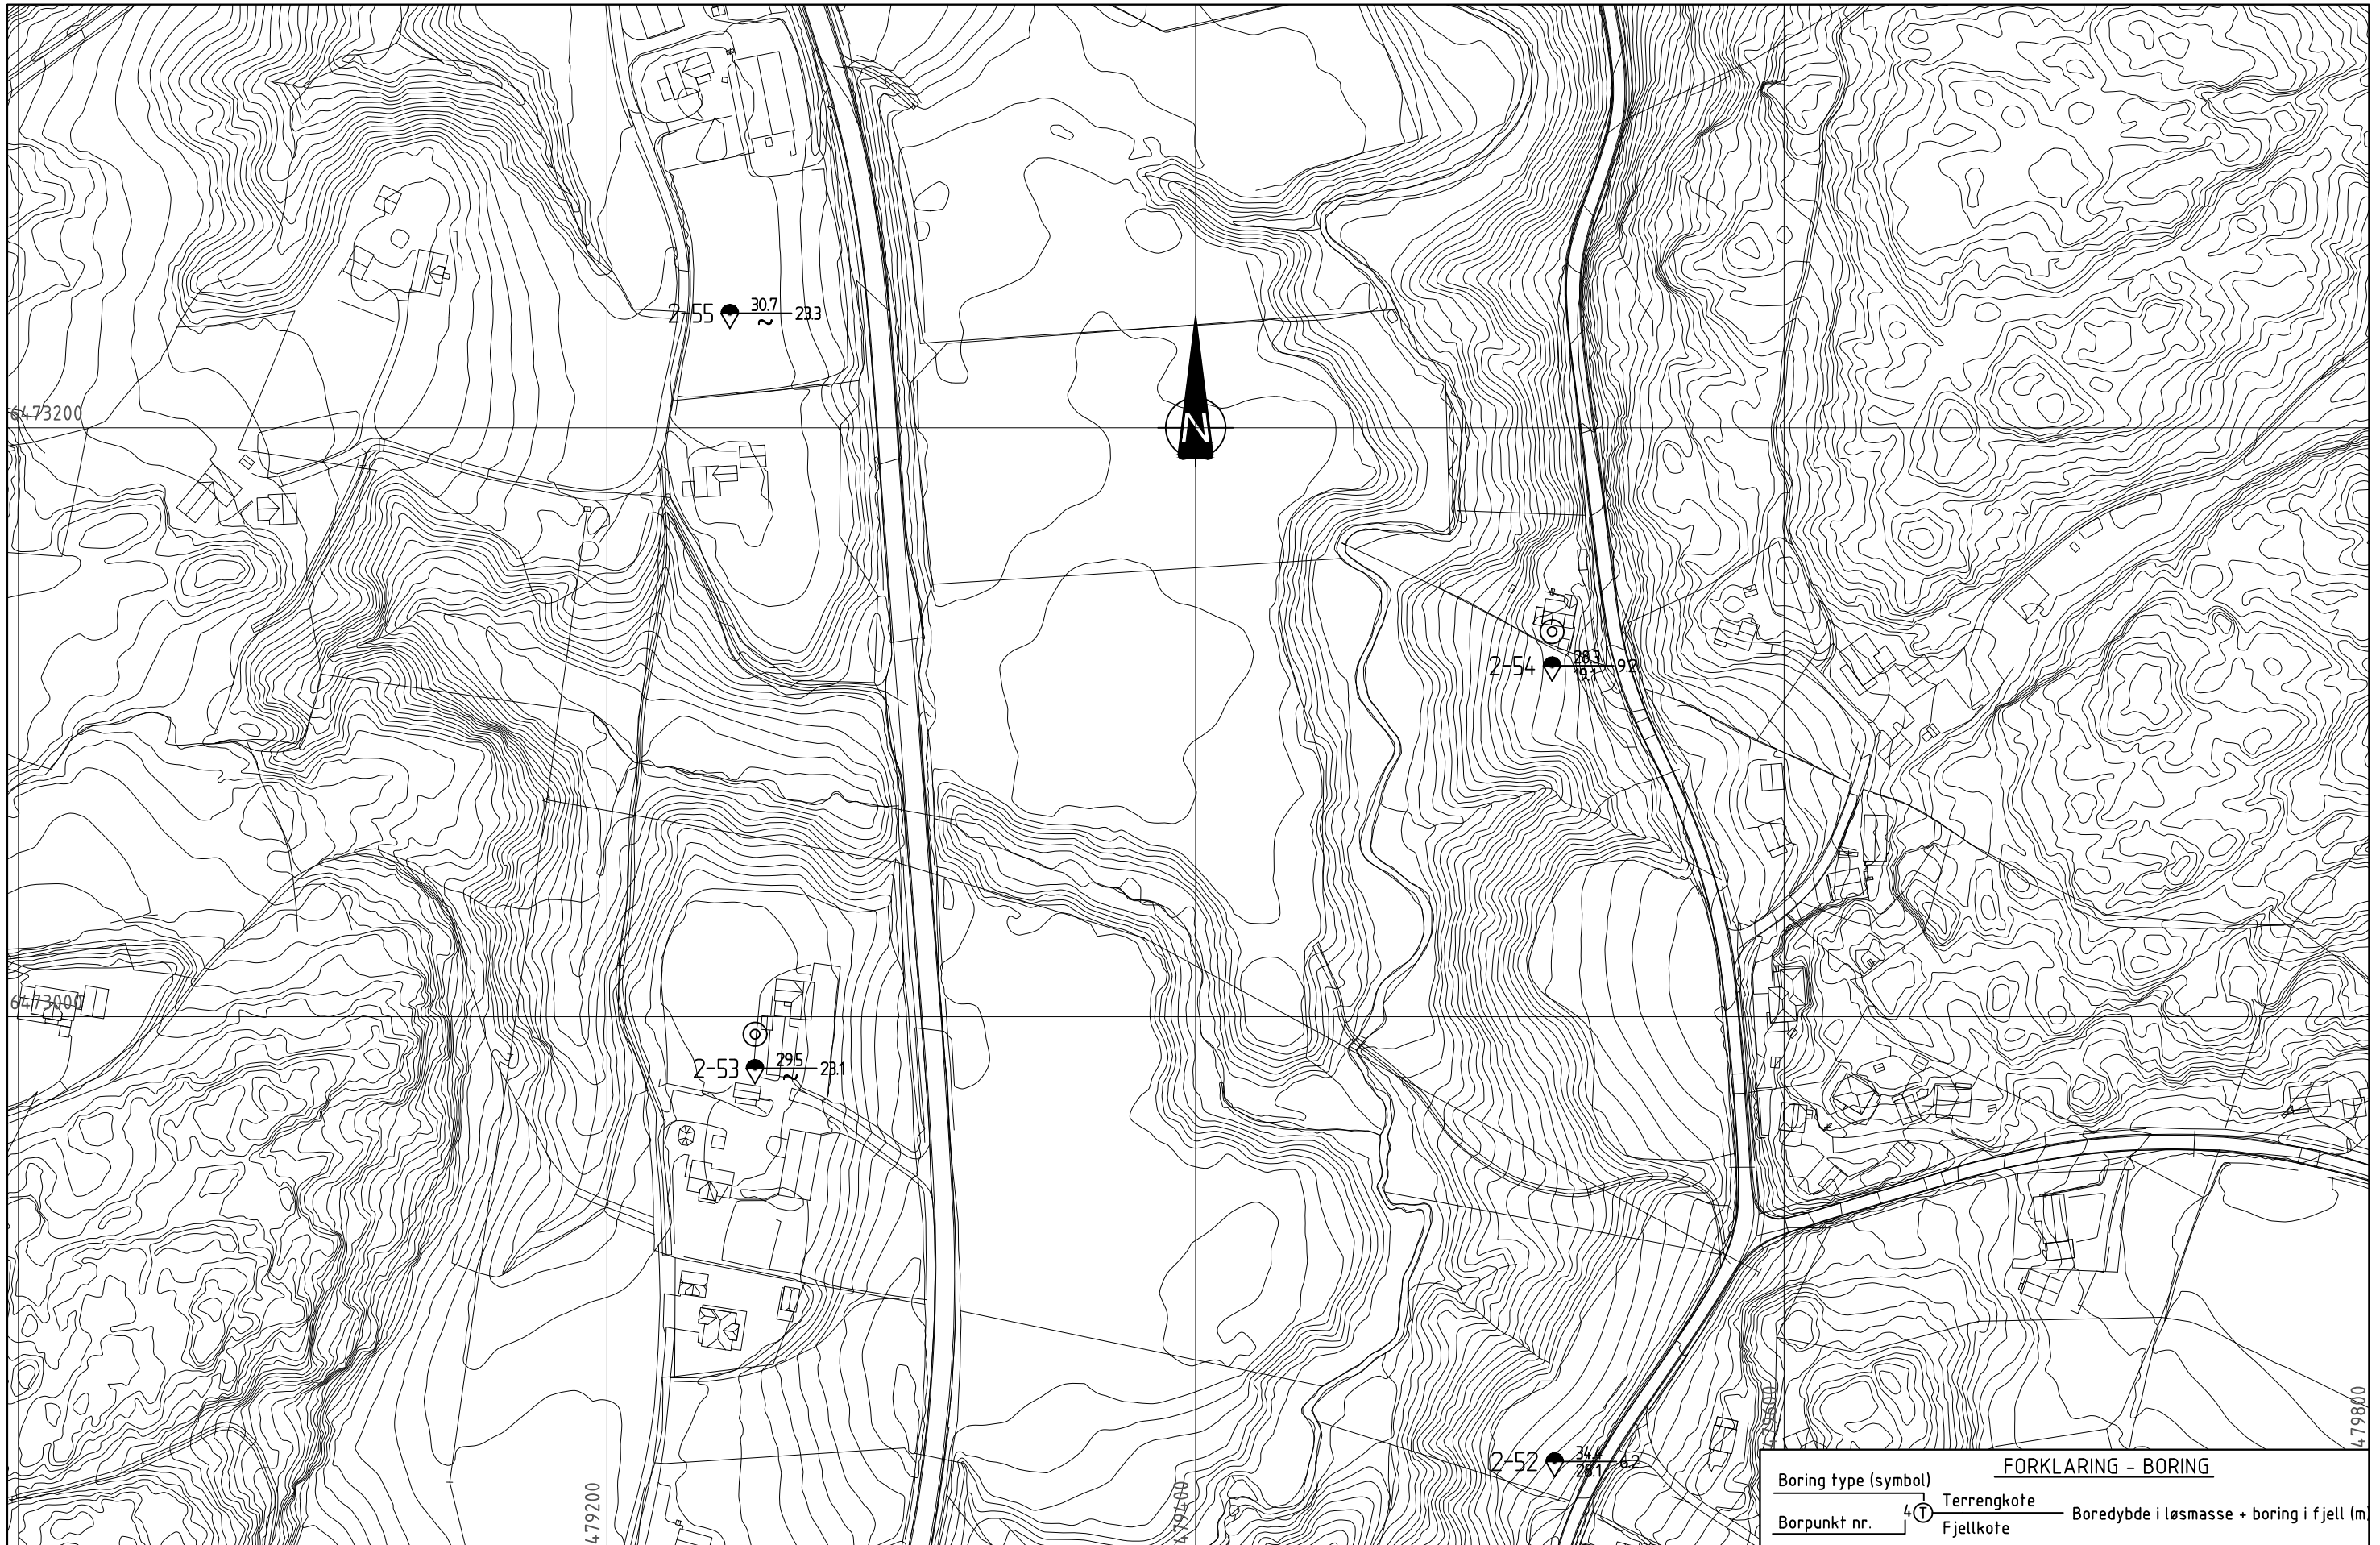 2-55 30.7 ~ 23.3
6473200
N
2-54 28.3 19.1 9.2
6473000
2-53 29.5 ~ 23.1
479200
479400
479600
479800
2-52 34.4 28.1 6.2
FORKLARING - BORING
Boring type (symbol)
4 T Terrengkote
Boredybde i løsmasse + boring i fjell (m
Borpunkt nr.
Fjellkote